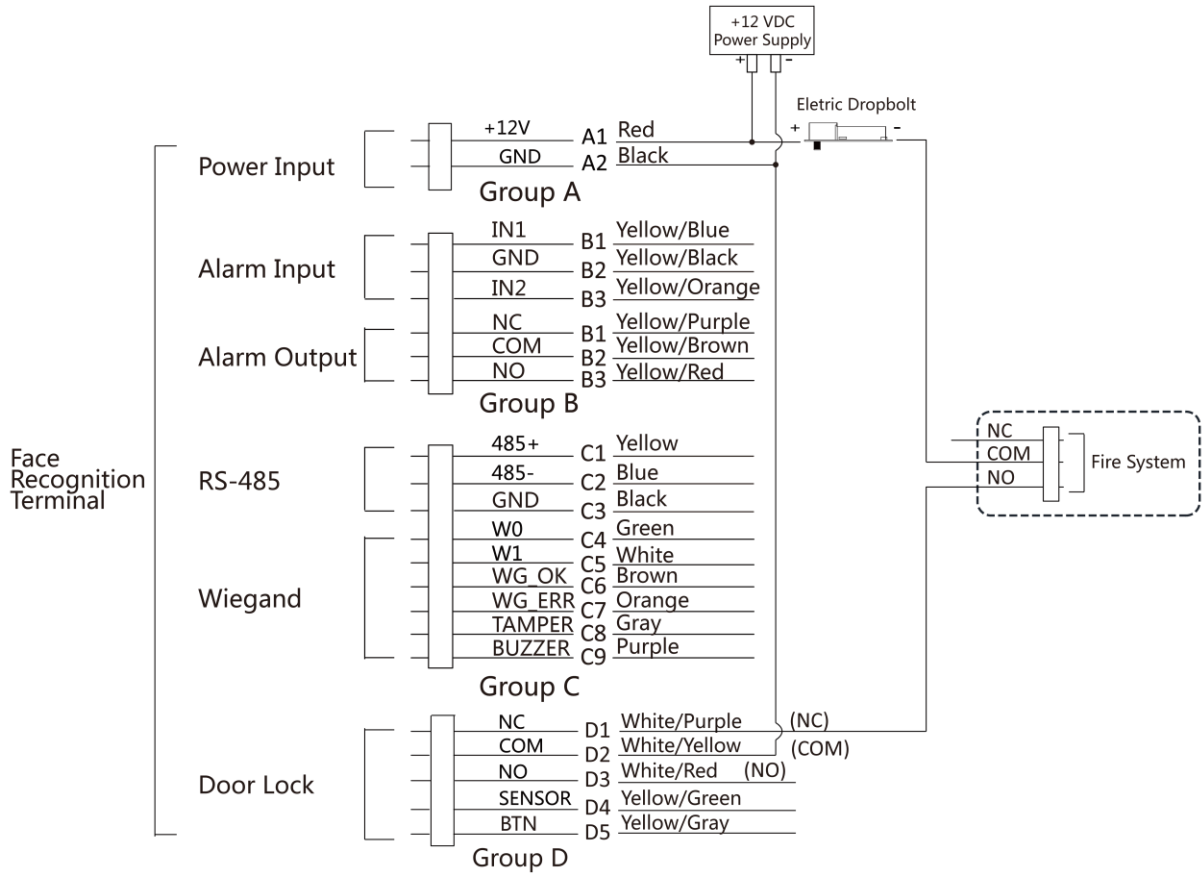 +12 VDC
Power Supply
+ -
Eletric Dropbolt
+ -
Face
Recognition
Terminal
Power Input
+12V A1 Red
GND A2 Black
Group A
Alarm Input
IN1 B1 Yellow/Blue
GND B2 Yellow/Black
IN2 B3 Yellow/Orange
Alarm Output
NC B1 Yellow/Purple
COM B2 Yellow/Brown
NO B3 Yellow/Red
Group B
RS-485
485+ C1 Yellow
485- C2 Blue
GND C3 Black
Wiegand
W0 C4 Green
W1 C5 White
WG_OK C6 Brown
WG_ERR C7 Orange
TAMPER C8 Gray
BUZZER C9 Purple
Group C
Door Lock
NC D1 White/Purple (NC)
COM D2 White/Yellow (COM)
NO D3 White/Red (NO)
SENSOR D4 Yellow/Green
BTN D5 Yellow/Gray
Group D
NC
COM
NO
Fire System